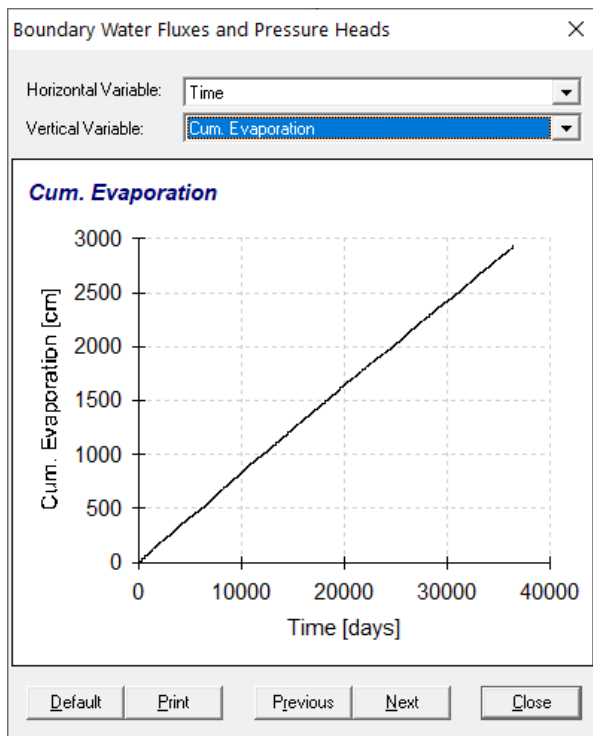 Boundary Water Fluxes and Pressure Heads
Horizontal Variable: Time
Vertical Variable: Cum. Evaporation
Cum. Evaporation
3000
2500
2000
1500
1000
500
0
Cum. Evaporation [cm]
0 10000 20000 30000 40000
Time [days]
Default Print Previous Next Close